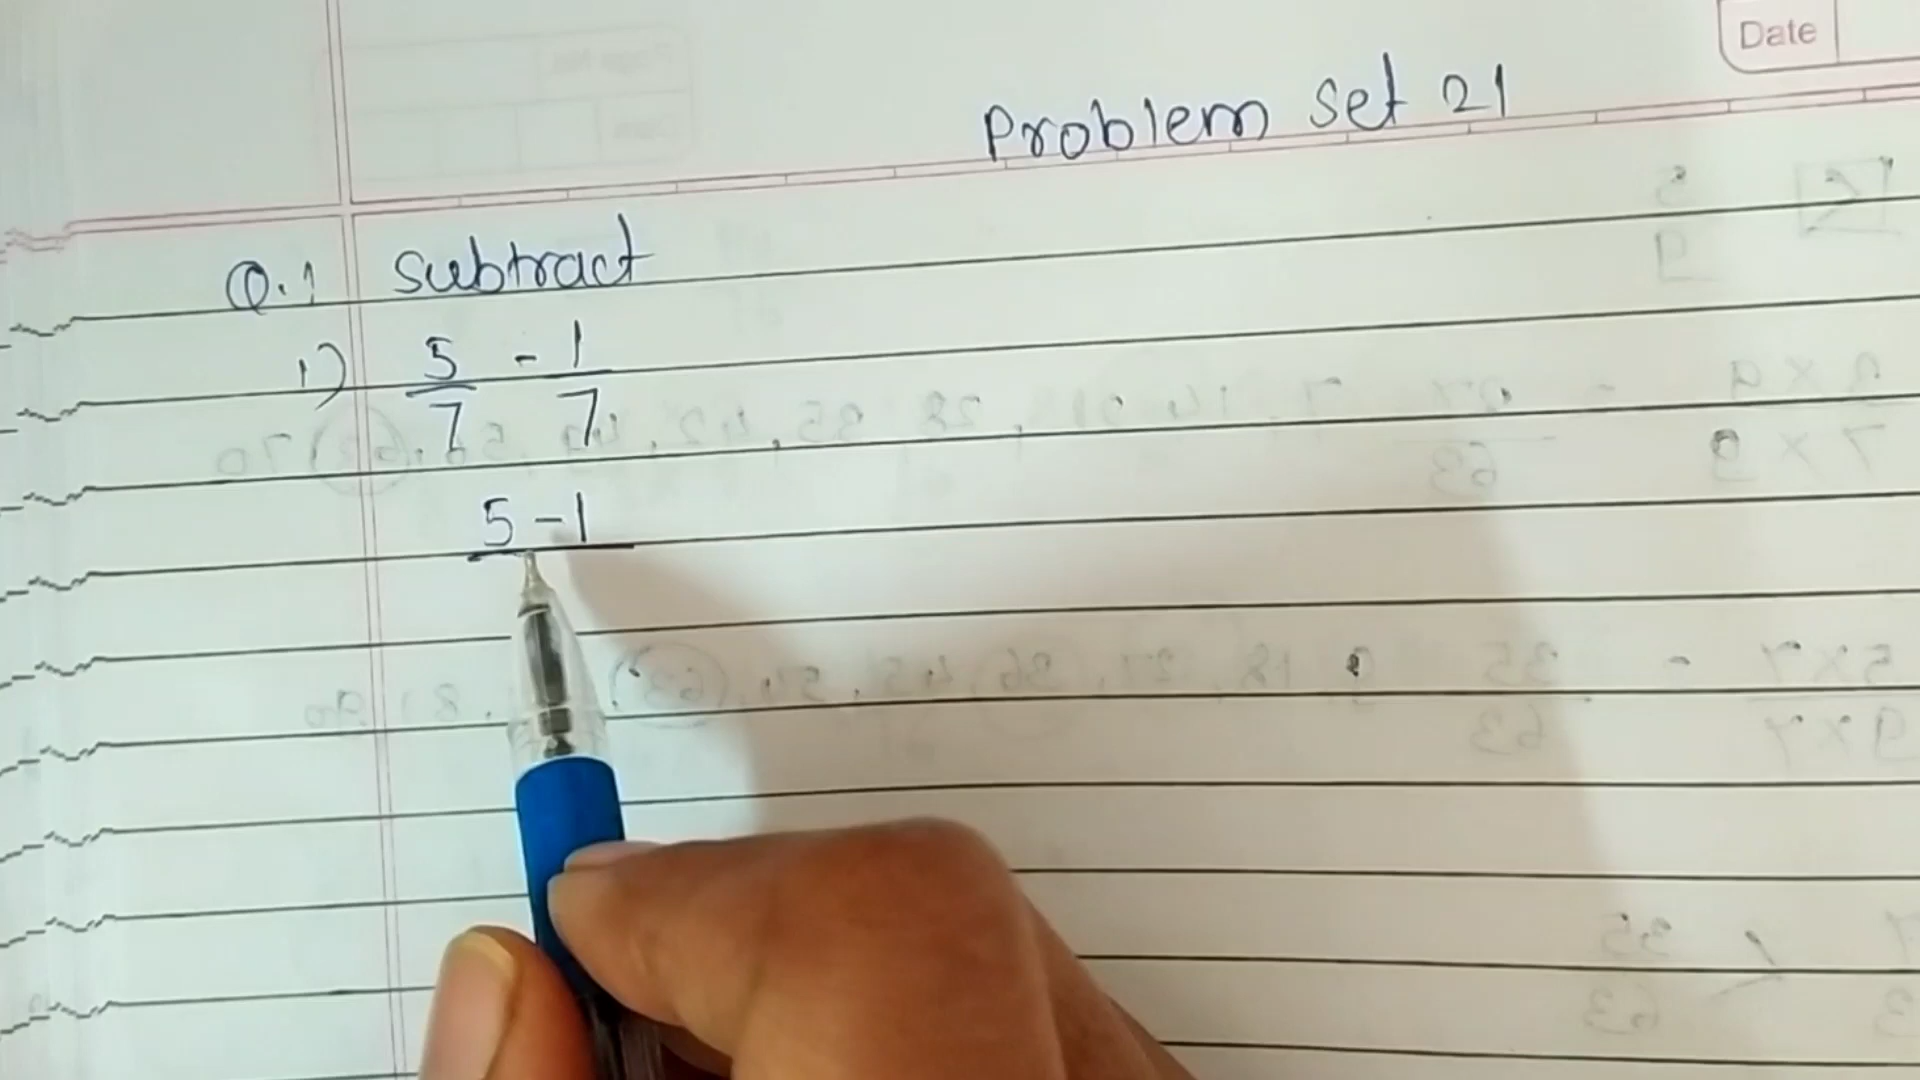 Date
Problem set 21
Q.1 subtract
1) 5/7 - 1/7
5-1